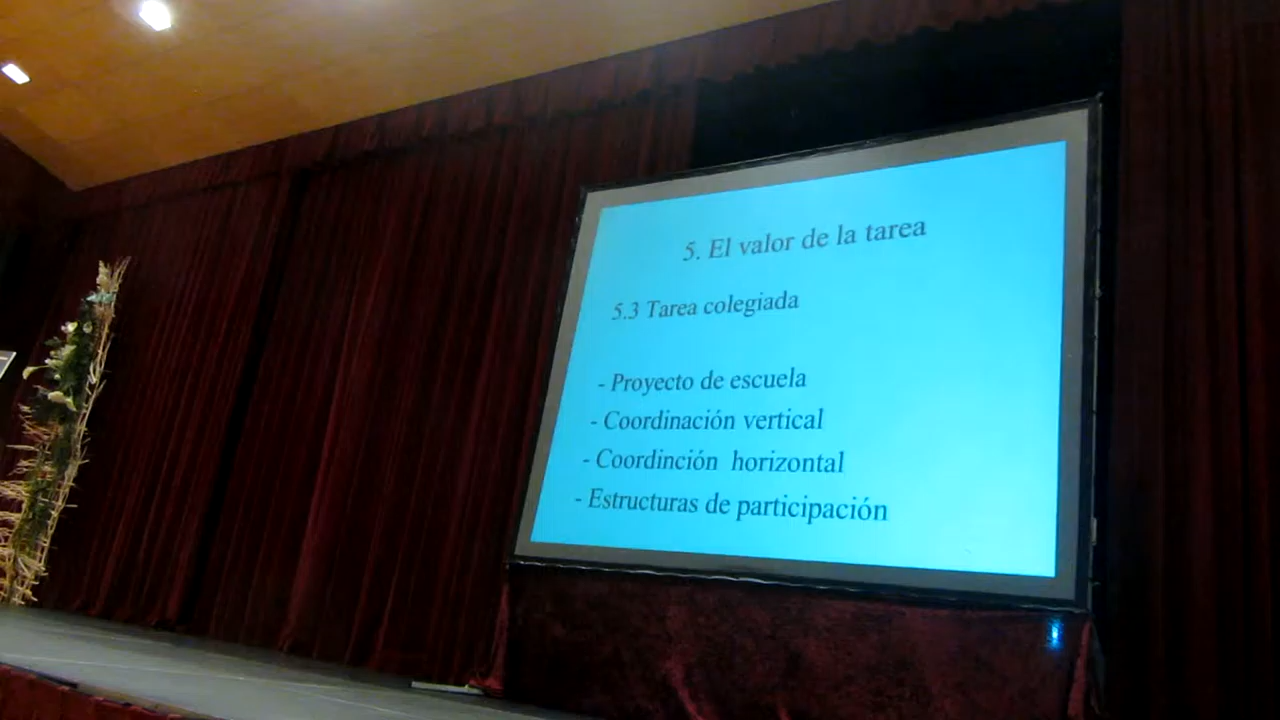 5. El valor de la tarea
5.3 Tarea colegiada
- Proyecto de escuela
- Coordinación vertical
- Coordinción horizontal
- Estructuras de participación